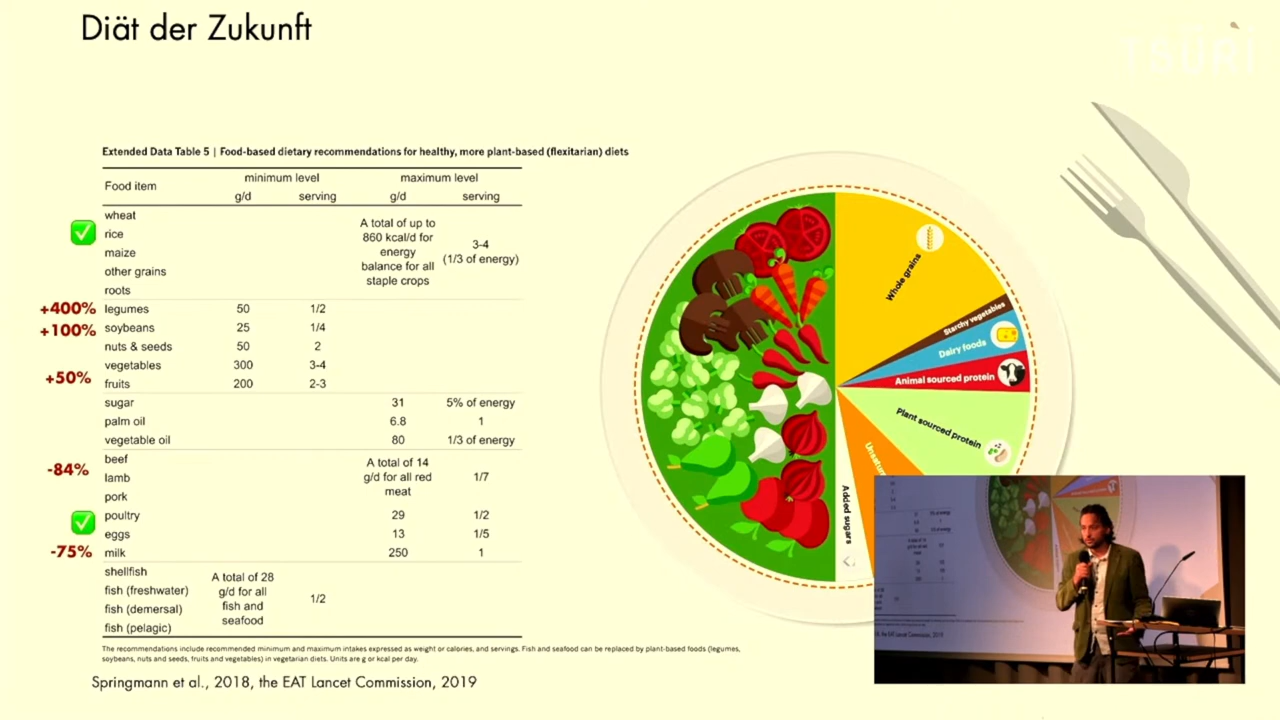 Diät der Zukunft
TSÜRI
Extended Data Table 5 | Food-based dietary recommendations for healthy, more plant-based (flexitarian) diets
Food item minimum level maximum level
g/d serving g/d serving
wheat
rice
maize
other grains
roots
A total of up to
860 kcal/d for
energy
balance for all
staple crops
3-4
(1/3 of energy)
+400% legumes 50 1/2
+100% soybeans 25 1/4
nuts & seeds 50 2
vegetables 300 3-4
+50% fruits 200 2-3
sugar 31 5% of energy
palm oil 6.8 1
vegetable oil 80 1/3 of energy
beef
-84% lamb
pork
A total of 14
g/d for all red
meat
1/7
poultry 29 1/2
eggs 13 1/5
-75% milk 250 1
shellfish
fish (freshwater)
fish (demersal)
fish (pelagic)
A total of 28
g/d for all
fish and
seafood
1/2
The recommendations include recommended minimum and maximum intakes expressed as weight or calories, and servings. Fish and seafood can be replaced by plant-based foods (legumes,
soybeans, nuts and seeds, fruits and vegetables) in vegetarian diets. Units are g or kcal per day.
Springmann et al., 2018, the EAT Lancet Commission, 2019
Whole grains
Starchy vegetables
Dairy foods
Animal sourced protein
Plant sourced protein
Unsatur
Added sugars
the EAT Lancet Commission, 2019